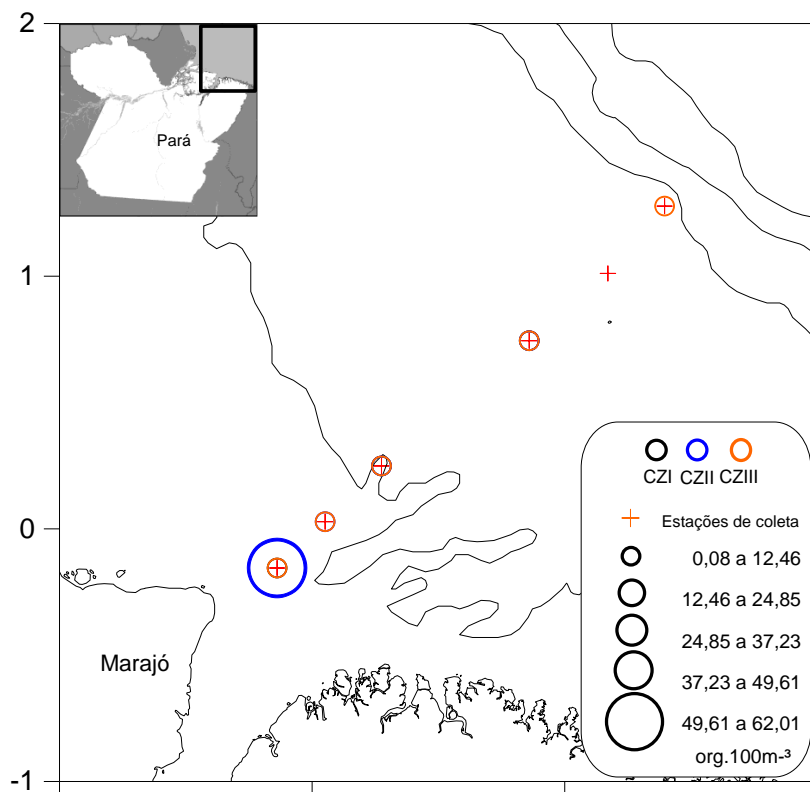 2
Pará
1
0
-1
Marajó
CZI CZII CZIII
Estações de coleta
0,08 a 12,46
12,46 a 24,85
24,85 a 37,23
37,23 a 49,61
49,61 a 62,01
org.100m-³